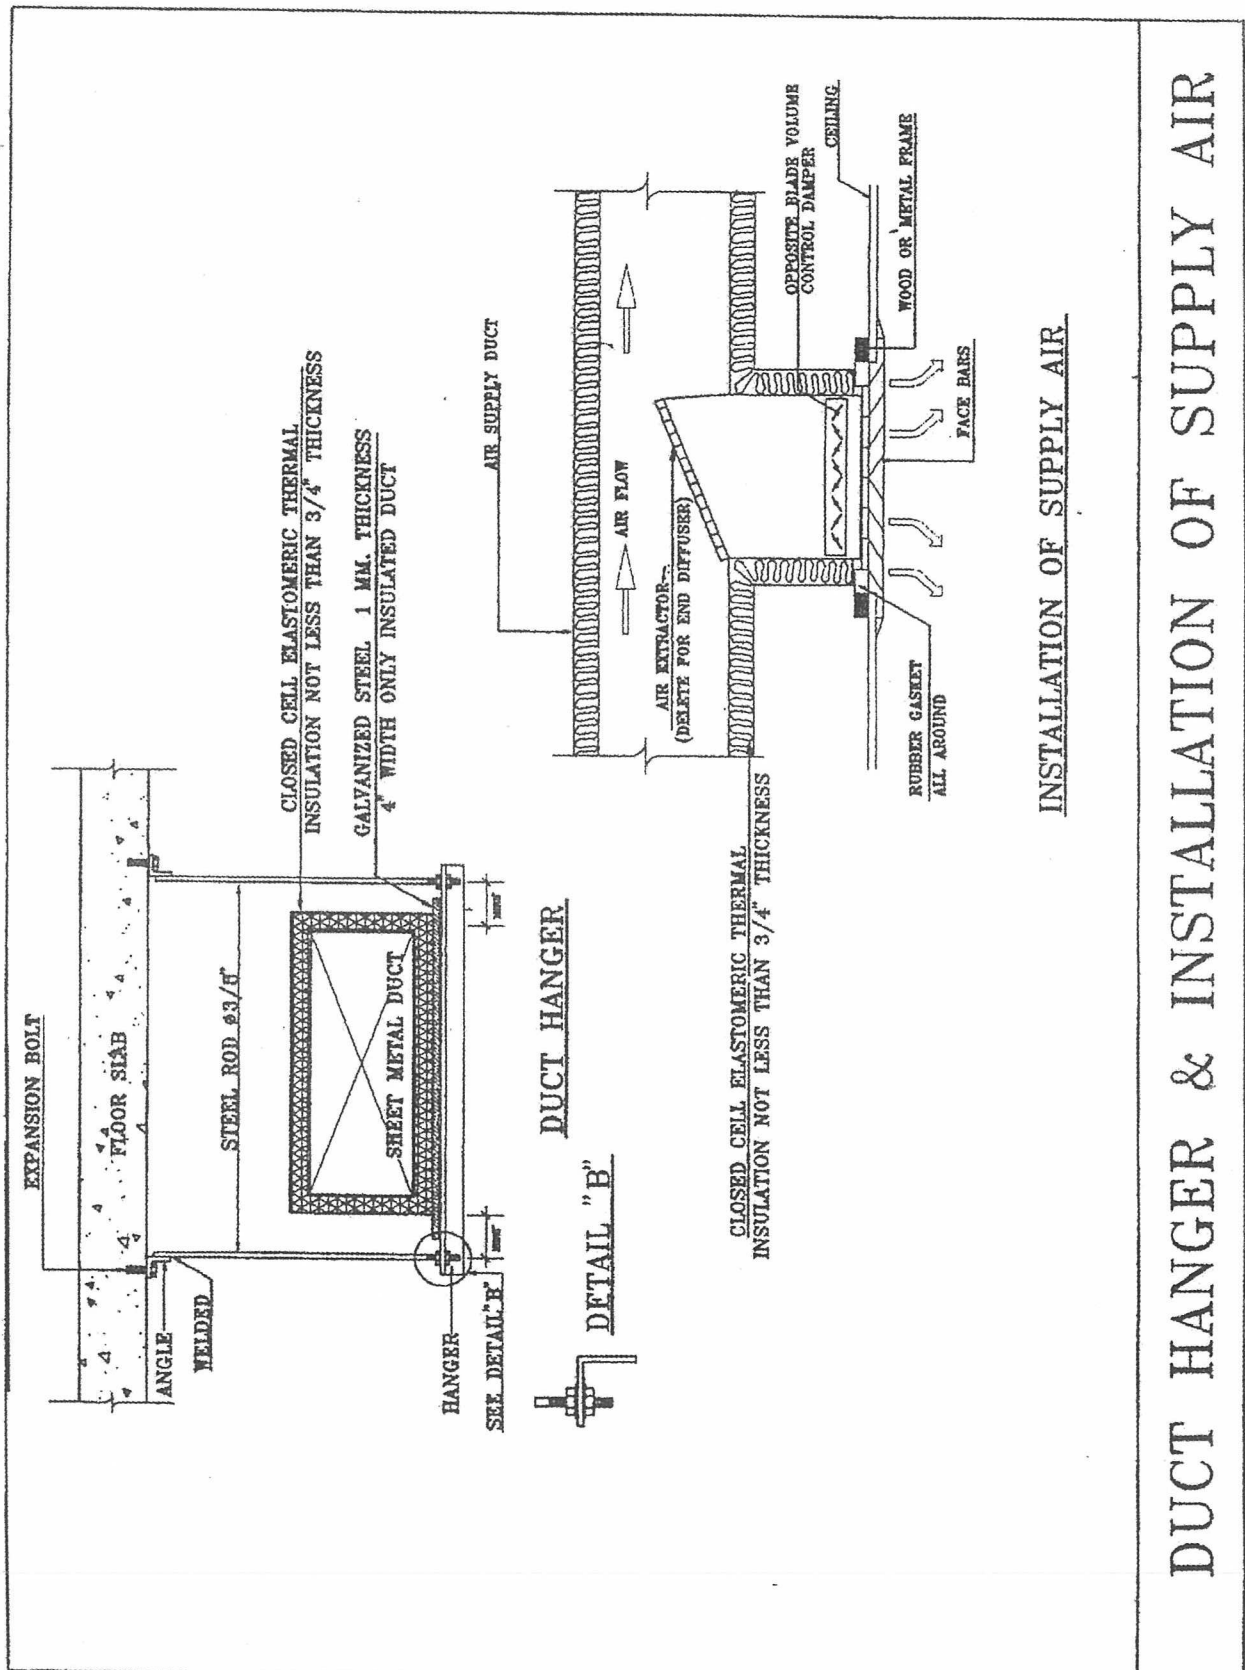 EXPANSION BOLT
FLOOR SLAB
ANGLE
WELDED
STEEL ROD ø3/8"
CLOSED CELL ELASTOMERIC THERMAL
INSULATION NOT LESS THAN 3/4" THICKNESS
GALVANIZED STEEL 1 MM. THICKNESS
4" WIDTH ONLY INSULATED DUCT
SHEET METAL DUCT
HANGER
SEE DETAIL"B"
DUCT HANGER
DETAIL "B"
AIR SUPPLY DUCT
AIR FLOW
AIR EXTRACTOR
(DELETE FOR END DIFFUSER)
OPPOSITE BLADE VOLUME
CONTROL DAMPER
CEILING
WOOD OR METAL FRAME
FACE BARS
RUBBER GASKET
ALL AROUND
CLOSED CELL ELASTOMERIC THERMAL
INSULATION NOT LESS THAN 3/4" THICKNESS
INSTALLATION OF SUPPLY AIR
DUCT HANGER & INSTALLATION OF SUPPLY AIR